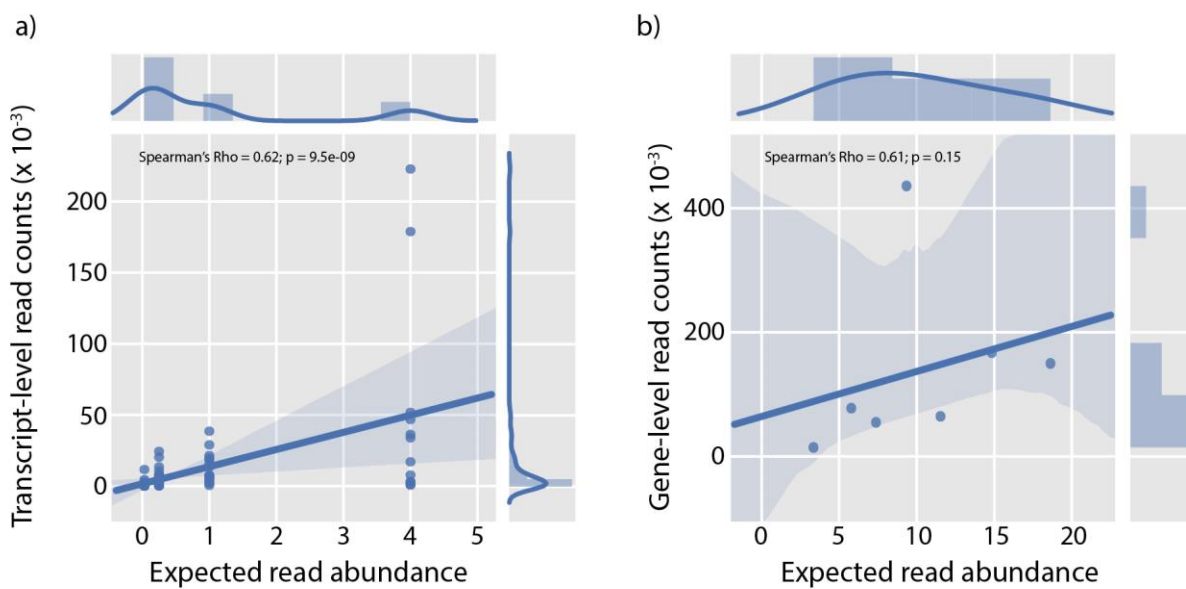 a)
Transcript-level read counts (x 10⁻³)
Spearman's Rho = 0.62; p = 9.5e-09
200
150
100
50
0
0 1 2 3 4 5
Expected read abundance
b)
Gene-level read counts (x 10⁻³)
Spearman's Rho = 0.61; p = 0.15
400
200
0
0 5 10 15 20
Expected read abundance